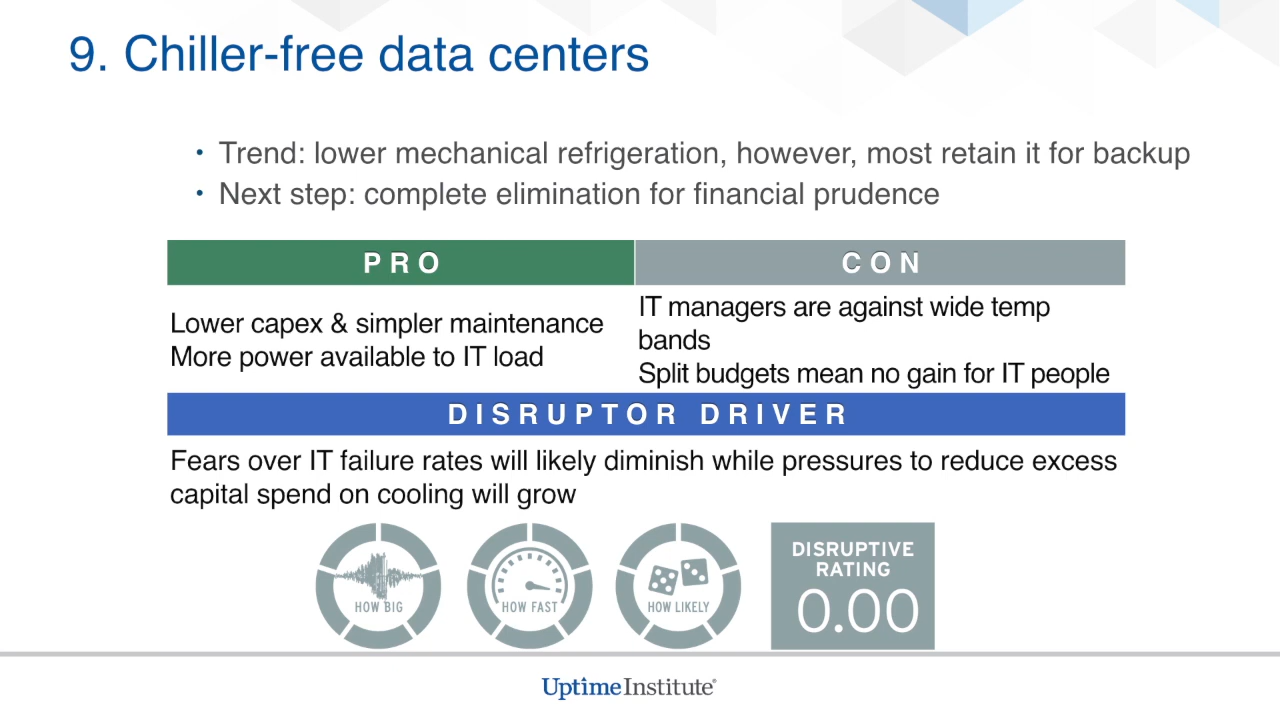 9. Chiller-free data centers
• Trend: lower mechanical refrigeration, however, most retain it for backup
• Next step: complete elimination for financial prudence
PRO
CON
Lower capex & simpler maintenance
More power available to IT load
IT managers are against wide temp
bands
Split budgets mean no gain for IT people
DISRUPTOR DRIVER
Fears over IT failure rates will likely diminish while pressures to reduce excess
capital spend on cooling will grow
HOW BIG
HOW FAST
HOW LIKELY
DISRUPTIVE
RATING
0.00
UptimeInstitute®